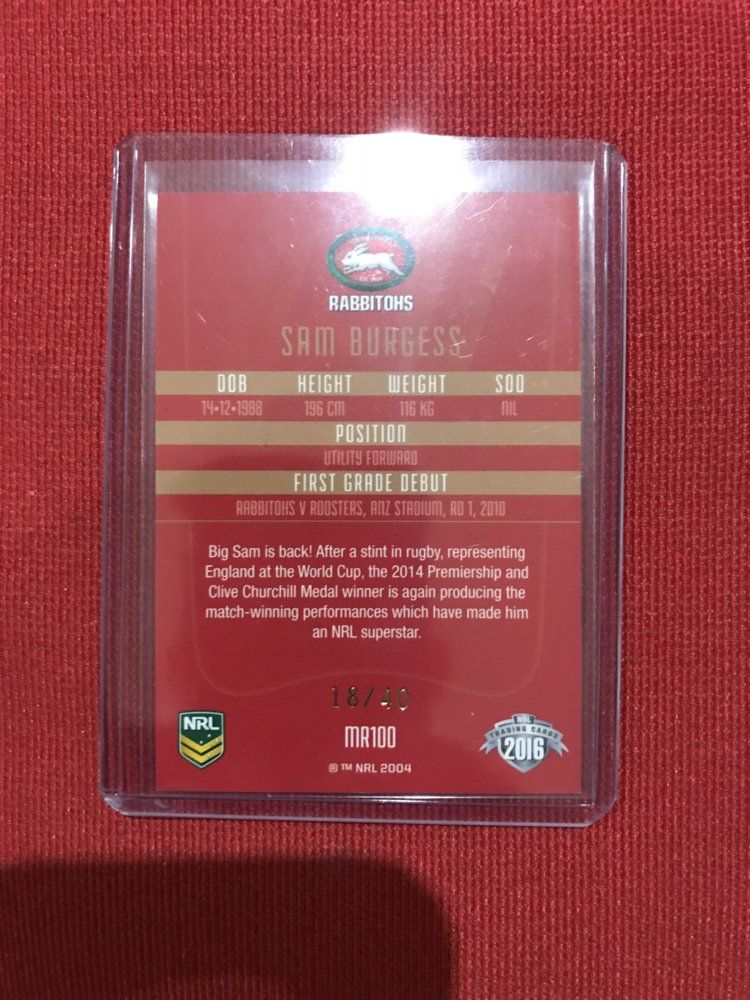 RABBITOHS
SAM BURGESS
DOB HEIGHT WEIGHT SOO
14•12•1988 196 CM 116 KG NIL
POSITION
UTILITY FORWARD
FIRST GRADE DEBUT
RABBITOHS V ROOSTERS, ANZ STADIUM, RD 1, 2010
Big Sam is back! After a stint in rugby, representing
England at the World Cup, the 2014 Premiership and
Clive Churchill Medal winner is again producing the
match-winning performances which have made him
an NRL superstar.
18/40
NRL
MR100
NRL
TRADING CARDS
2016
® ™ NRL 2004